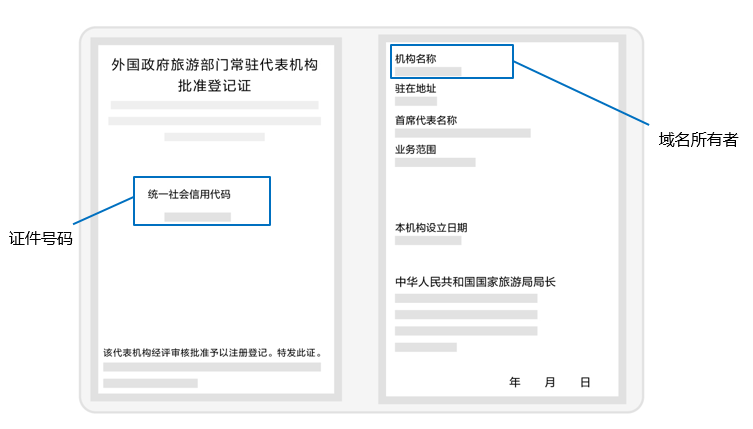 外国政府旅游部门常驻代表机构
批准登记证
统一社会信用代码
证件号码
该代表机构经评审核批准予以注册登记。特发此证。
机构名称
域名所有者
驻在地址
首席代表名称
业务范围
本机构设立日期
中华人民共和国国家旅游局局长
年 月 日